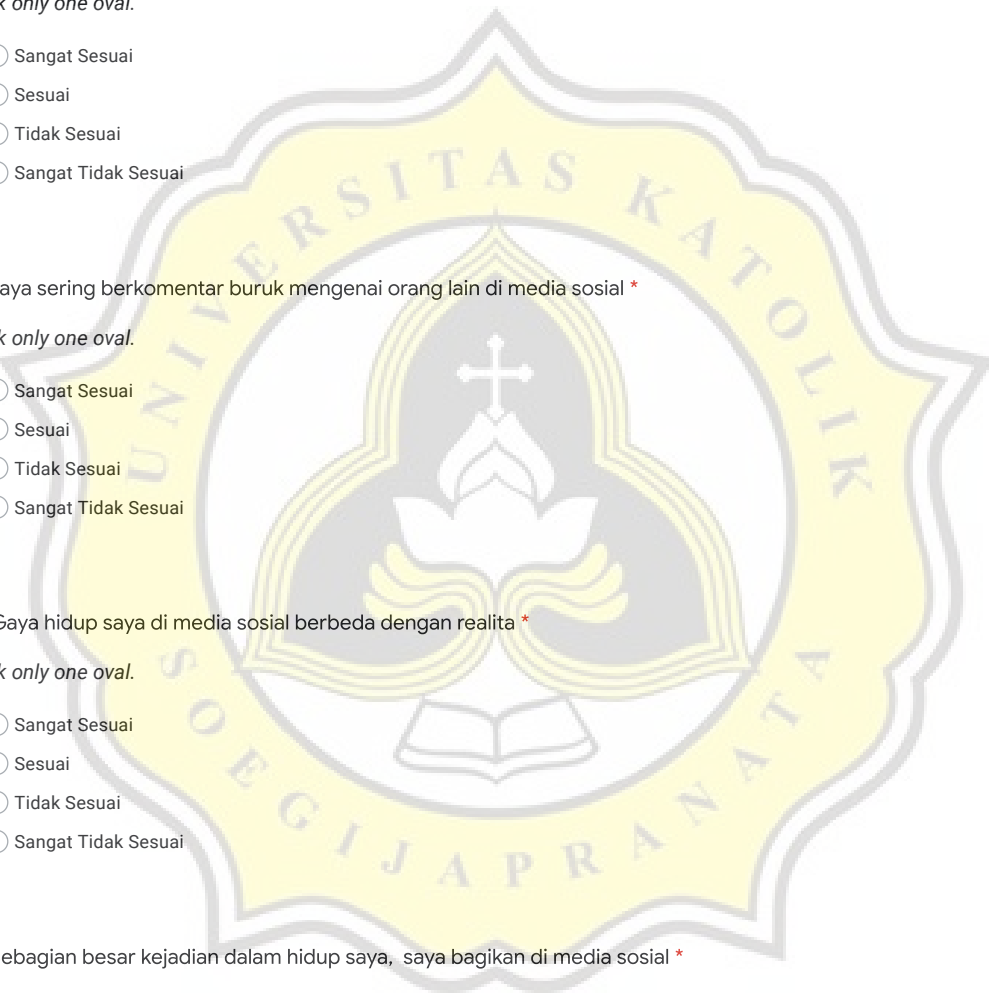 k only one oval.
Sangat Sesuai
Sesuai
Tidak Sesuai
Sangat Tidak Sesuai
aya sering berkomentar buruk mengenai orang lain di media sosial *
k only one oval.
Sangat Sesuai
Sesuai
Tidak Sesuai
Sangat Tidak Sesuai
Gaya hidup saya di media sosial berbeda dengan realita *
k only one oval.
Sangat Sesuai
Sesuai
Tidak Sesuai
Sangat Tidak Sesuai
ebagian besar kejadian dalam hidup saya, saya bagikan di media sosial *
UNIVERSITAS KATOLIK
SOEGIJAPRANATA